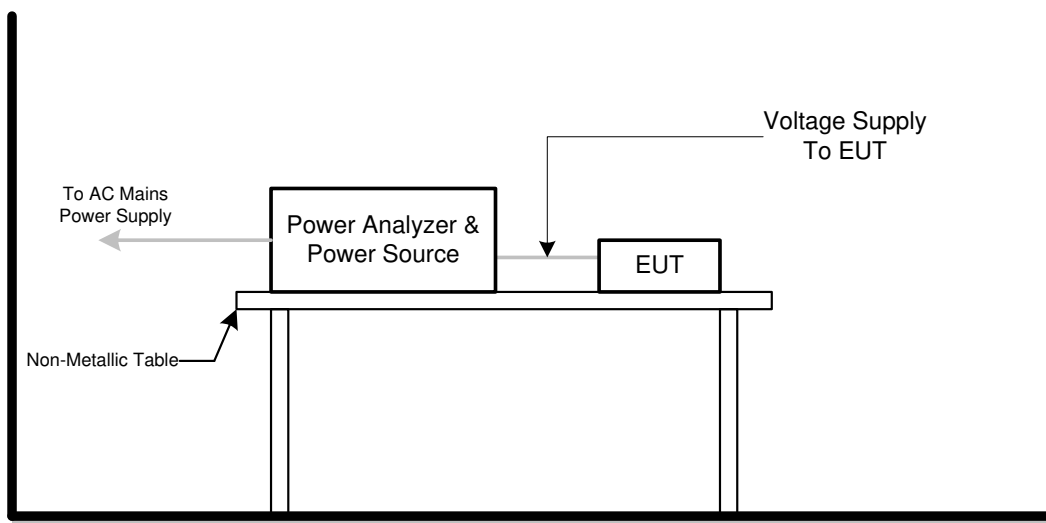 Voltage Supply
To EUT
To AC Mains
Power Supply
Power Analyzer &
Power Source
EUT
Non-Metallic Table